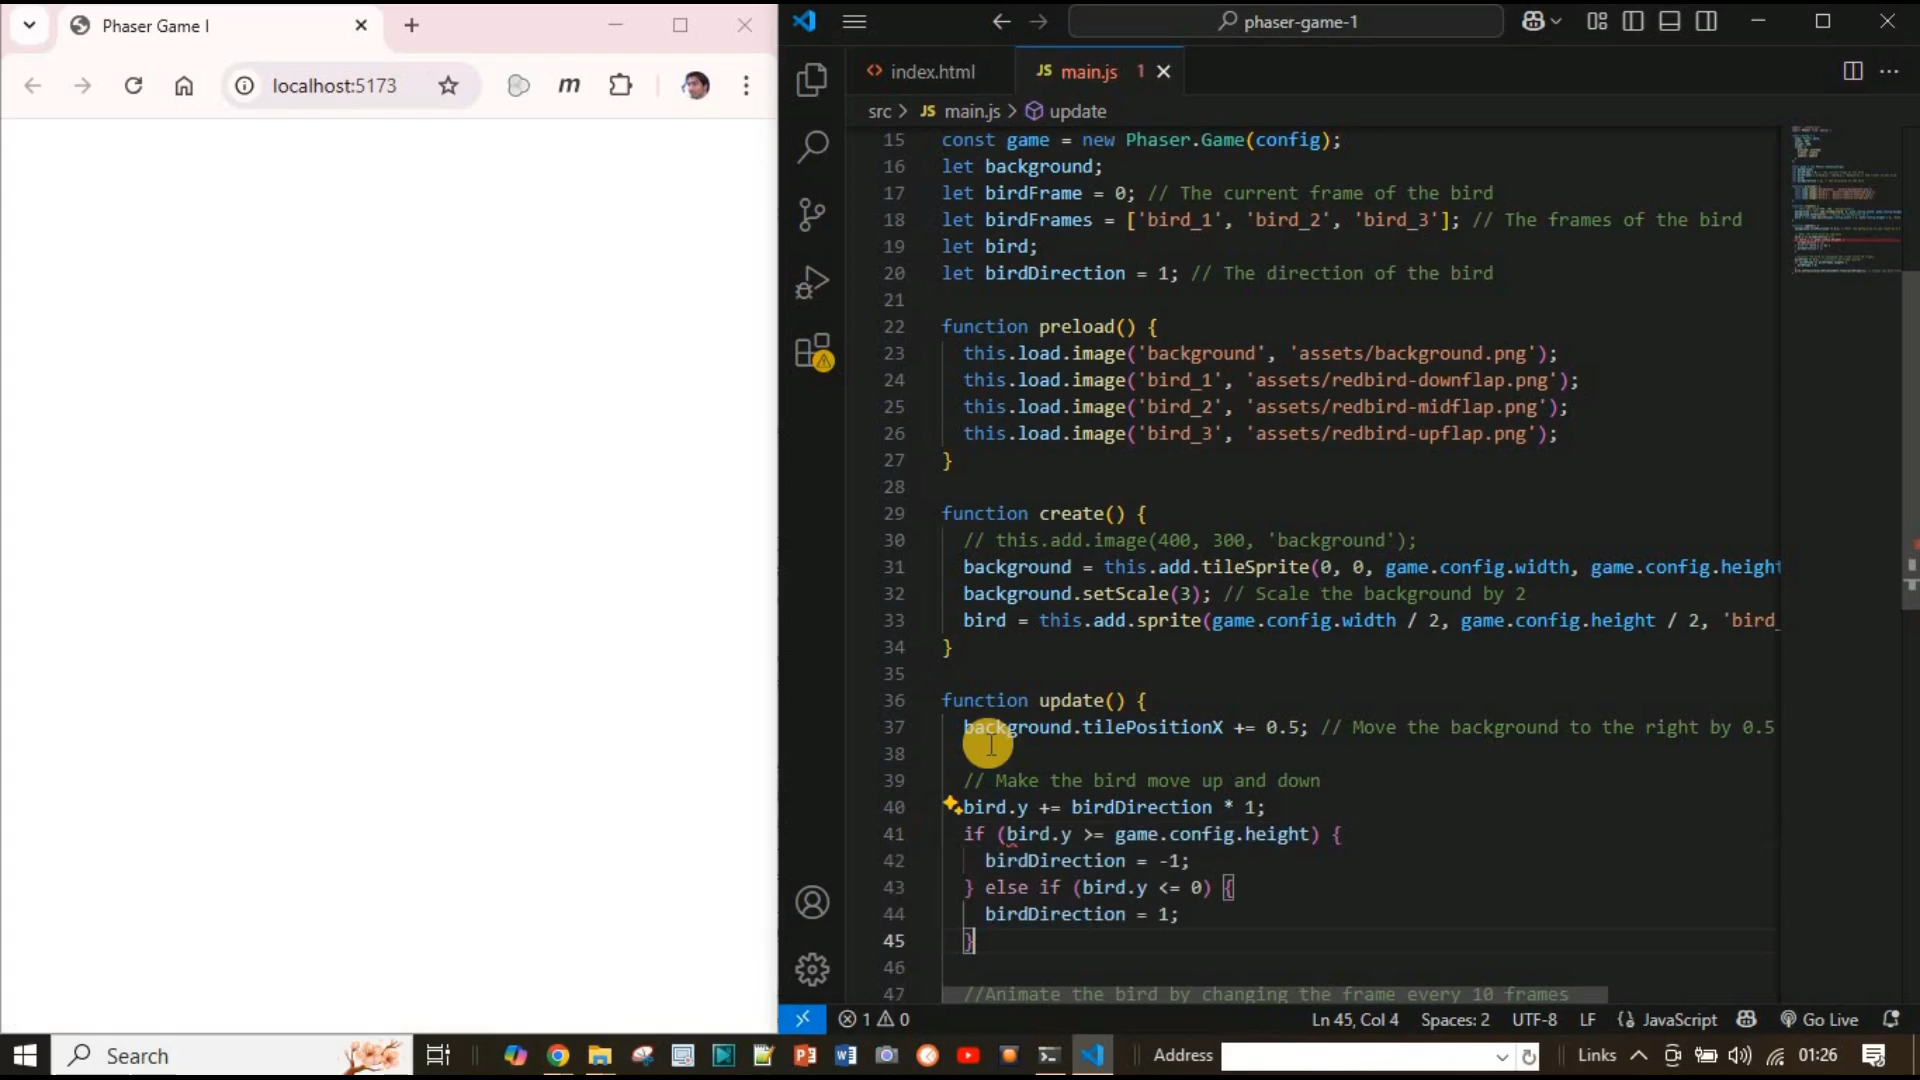 Phaser Game I
localhost:5173
m
phaser-game-1
index.html
JS main.js 1
src > JS main.js > update
15 const game = new Phaser.Game(config);
16 let background;
17 let birdFrame = 0; // The current frame of the bird
18 let birdFrames = ['bird_1', 'bird_2', 'bird_3']; // The frames of the bird
19 let bird;
20 let birdDirection = 1; // The direction of the bird
21
22 function preload() {
23 this.load.image('background', 'assets/background.png');
24 this.load.image('bird_1', 'assets/redbird-downflap.png');
25 this.load.image('bird_2', 'assets/redbird-midflap.png');
26 this.load.image('bird_3', 'assets/redbird-upflap.png');
27 }
28
29 function create() {
30 // this.add.image(400, 300, 'background');
31 background = this.add.tileSprite(0, 0, game.config.width, game.config.height
32 background.setScale(3); // Scale the background by 2
33 bird = this.add.sprite(game.config.width / 2, game.config.height / 2, 'bird_
34 }
35
36 function update() {
37 background.tilePositionX += 0.5; // Move the background to the right by 0.5
38
39 // Make the bird move up and down
40 bird.y += birdDirection * 1;
41 if (bird.y >= game.config.height) {
42 birdDirection = -1;
43 } else if (bird.y <= 0) {
44 birdDirection = 1;
45 }
46
47 //Animate the bird by changing the frame every 10 frames
1 0
Ln 45, Col 4
Spaces: 2
UTF-8
LF
{} JavaScript
Go Live
Search
Address
Links
01:26